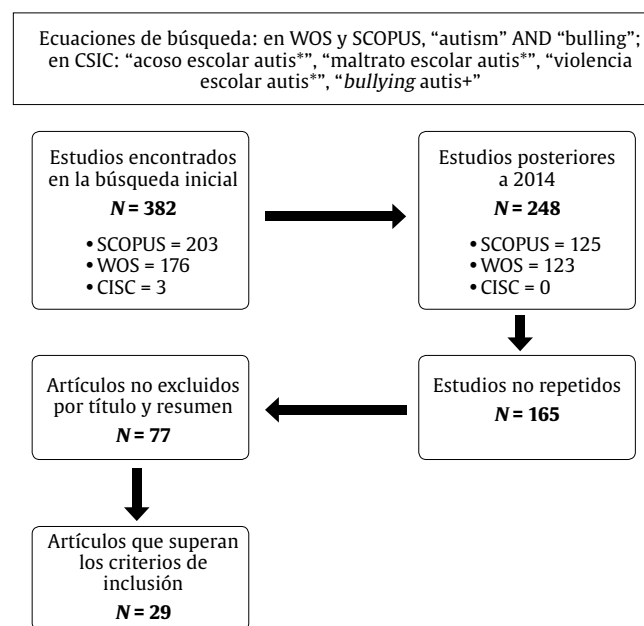 Ecuaciones de búsqueda: en WOS y SCOPUS, “autism” AND “bulling”;
en CSIC: “acoso escolar autis*”, “maltrato escolar autis*”, “violencia
escolar autis*”, “bullying autis+”
Estudios encontrados
en la búsqueda inicial
N = 382
• SCOPUS = 203
• WOS = 176
• CISC = 3
Estudios posteriores
a 2014
N = 248
• SCOPUS = 125
• WOS = 123
• CISC = 0
Estudios no repetidos
N = 165
Artículos no excluidos
por título y resumen
N = 77
Artículos que superan
los criterios de
inclusión
N = 29